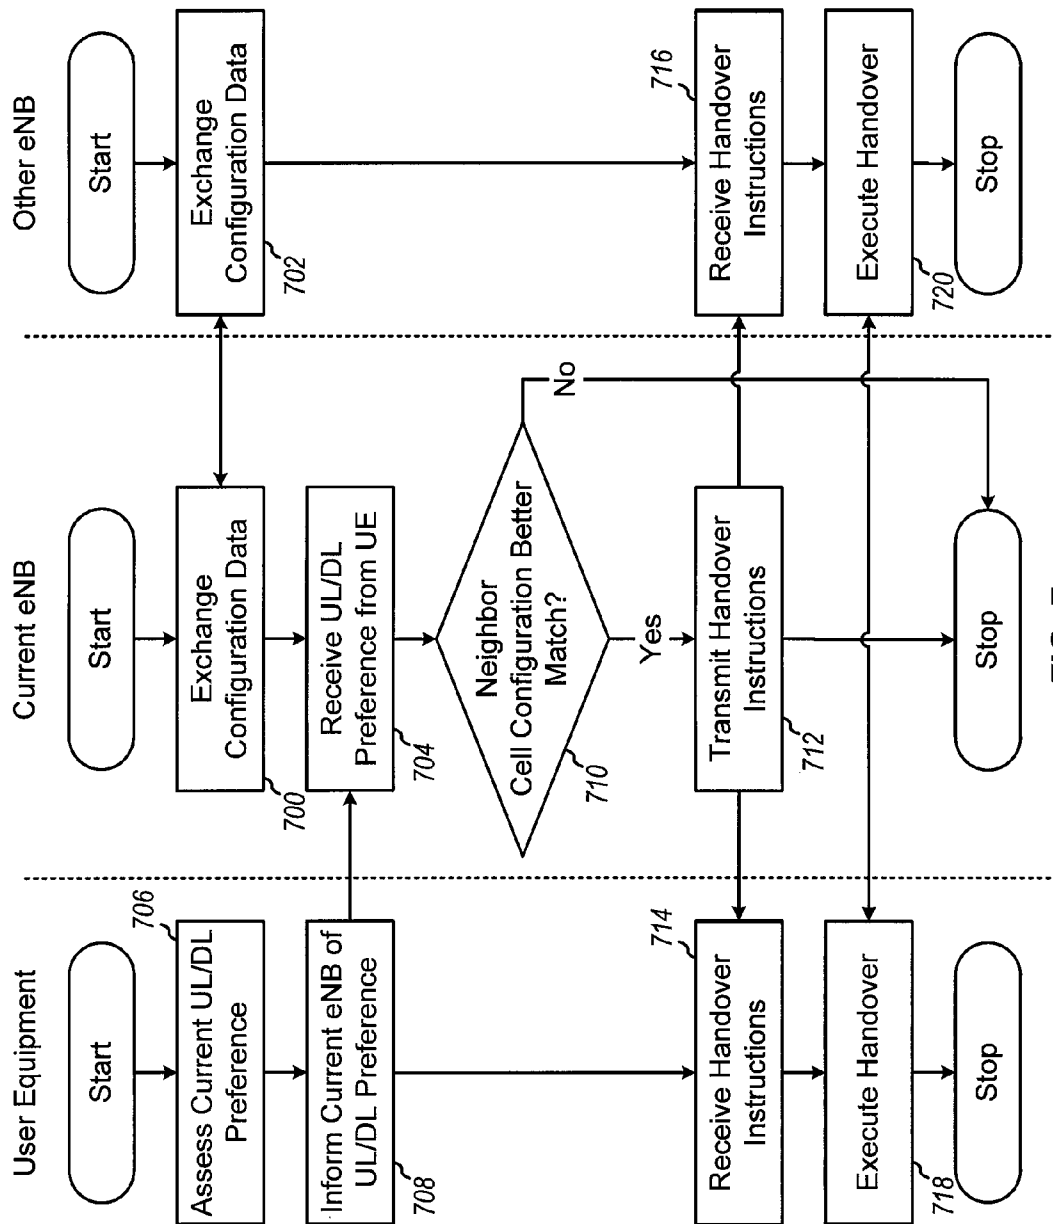 User Equipment
Start
706
Assess Current UL/DL
Preference
Inform Current eNB of
UL/DL Preference
708
714
Receive Handover
Instructions
Execute Handover
718
Stop
Current eNB
Start
Exchange
Configuration Data
700
Receive UL/DL
Preference from UE
704
Neighbor
Cell Configuration Better
Match?
710
No
Yes
Transmit Handover
Instructions
712
Stop
Other eNB
Start
Exchange
Configuration Data
702
716
Receive Handover
Instructions
Execute Handover
720
Stop